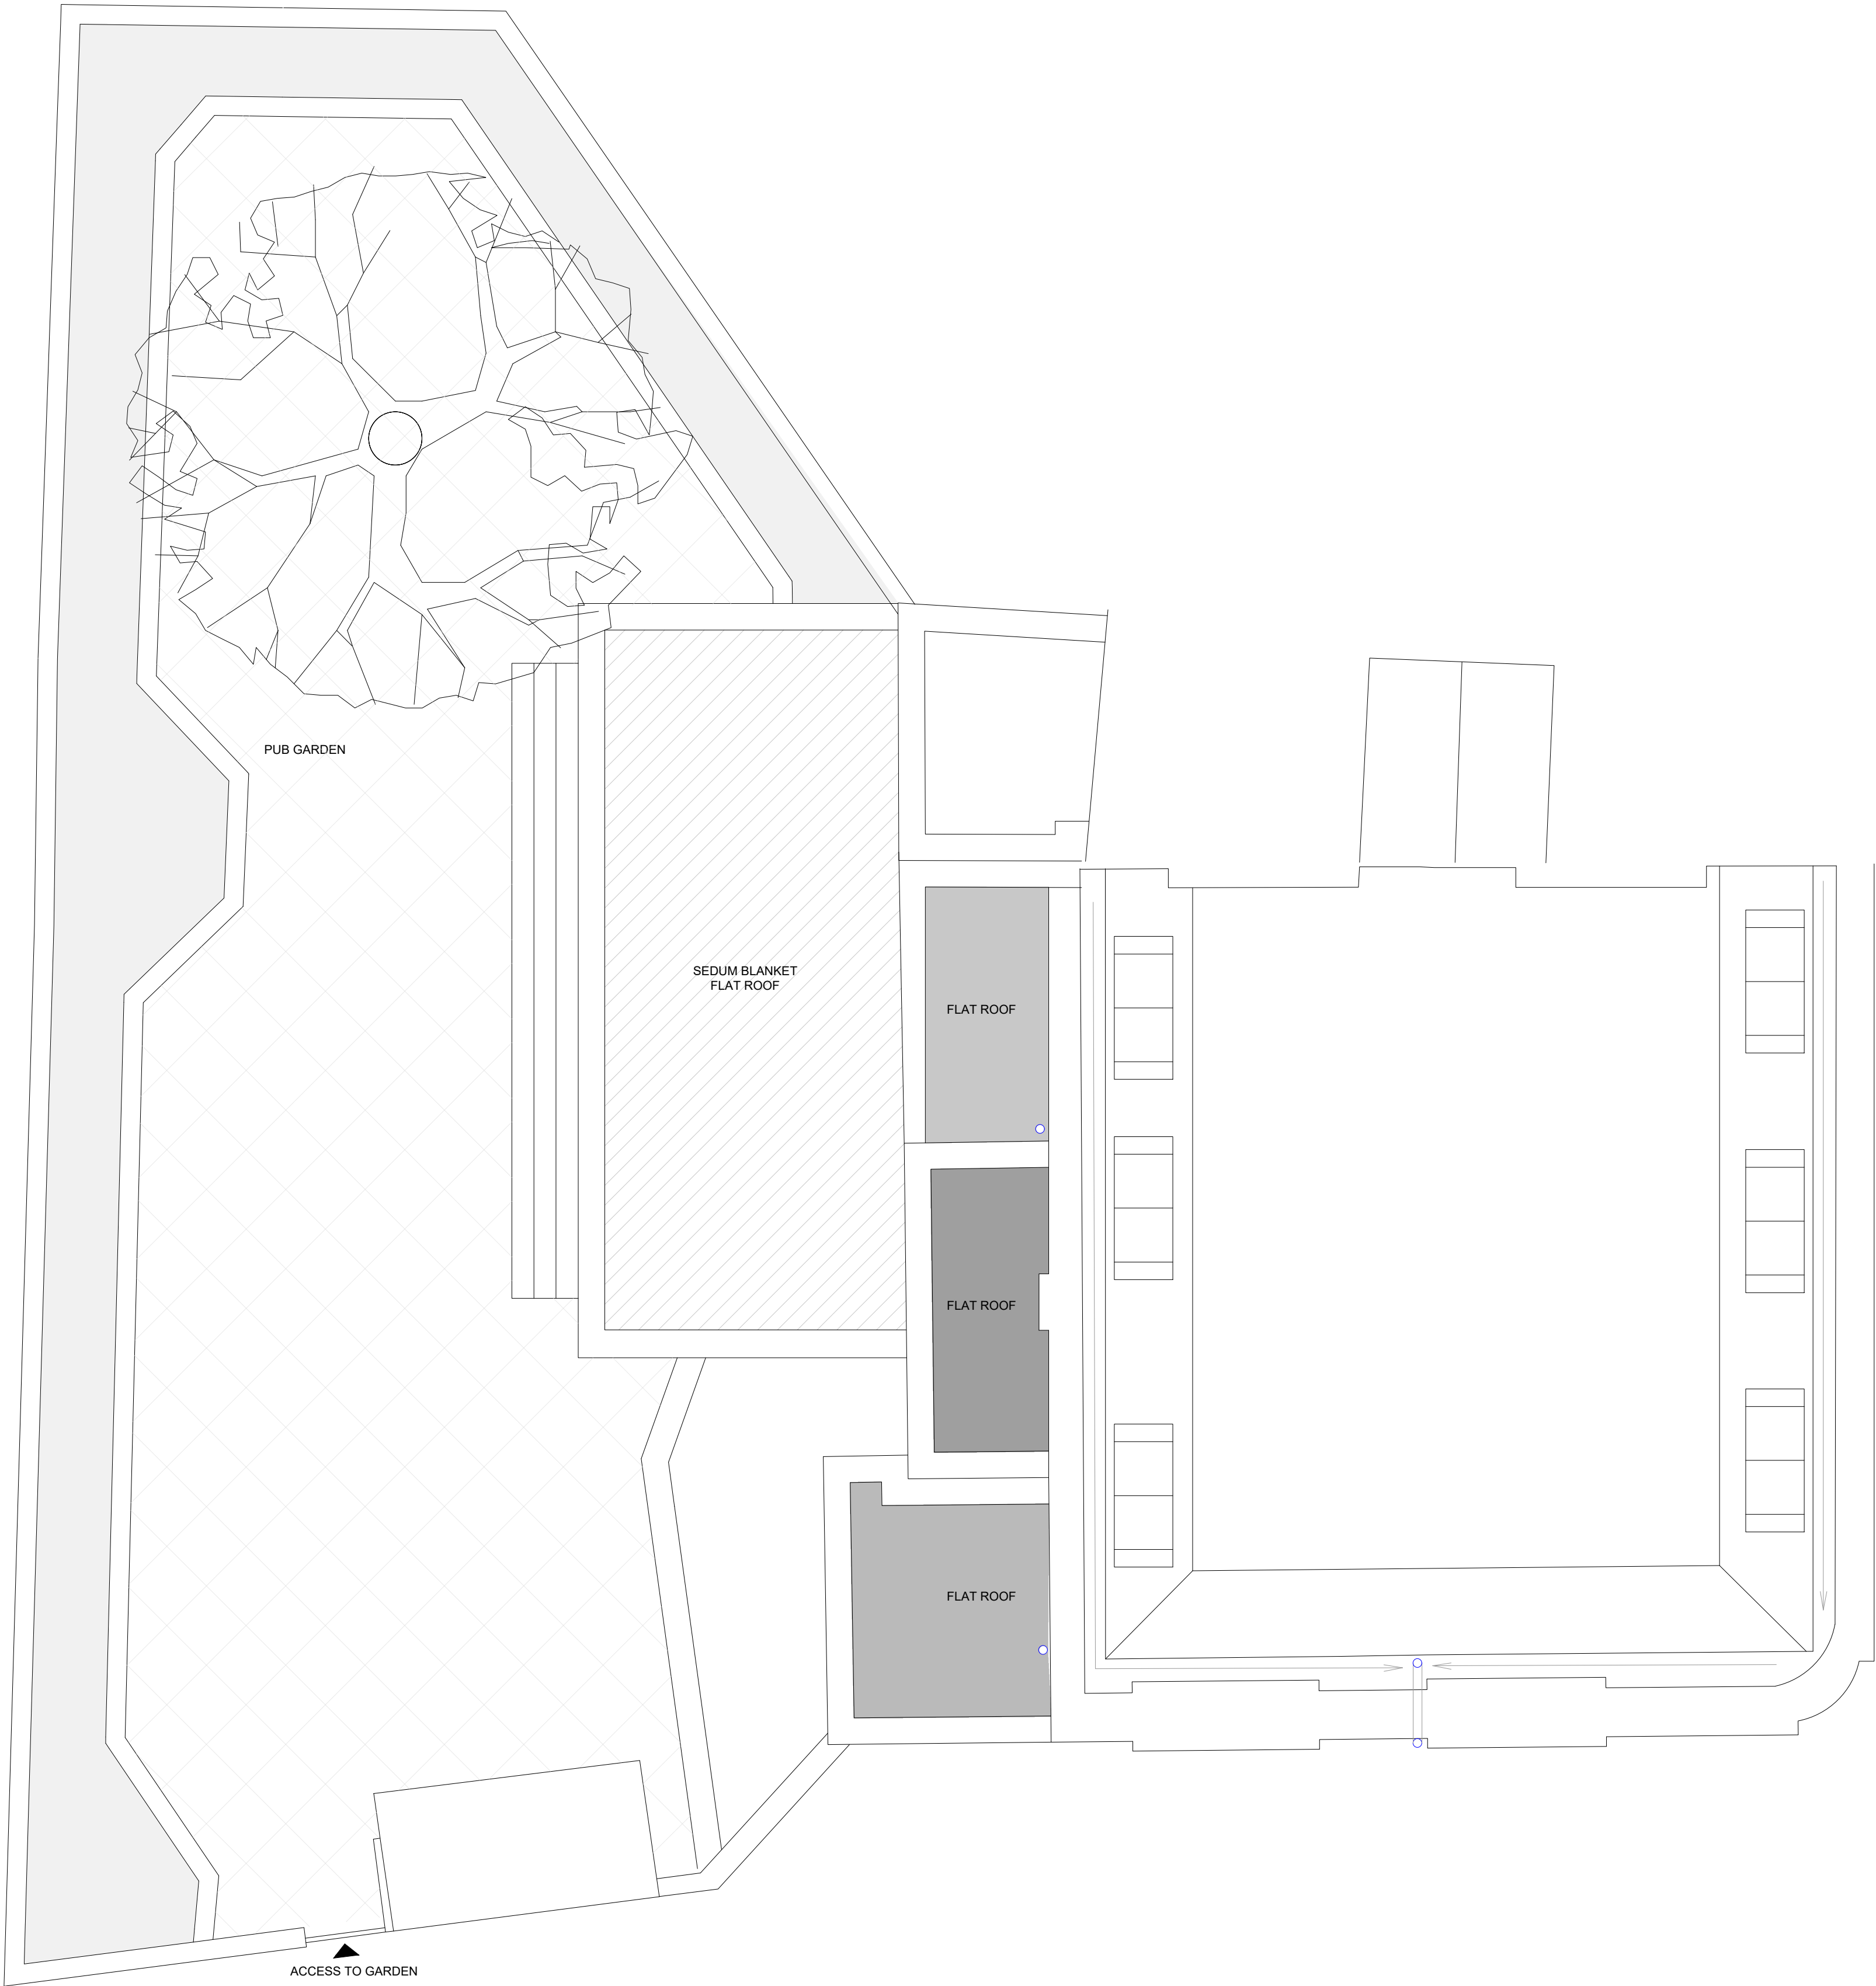 PUB GARDEN
SEDUM BLANKET
FLAT ROOF
FLAT ROOF
FLAT ROOF
FLAT ROOF
ACCESS TO GARDEN